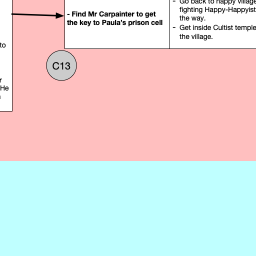 - Go back to happy village
fighting Happy-Happyist
the way.
- Get inside Cultist temple
the village.
- Find Mr Carpainter to get
the key to Paula's prison cell
C13
to
r
He